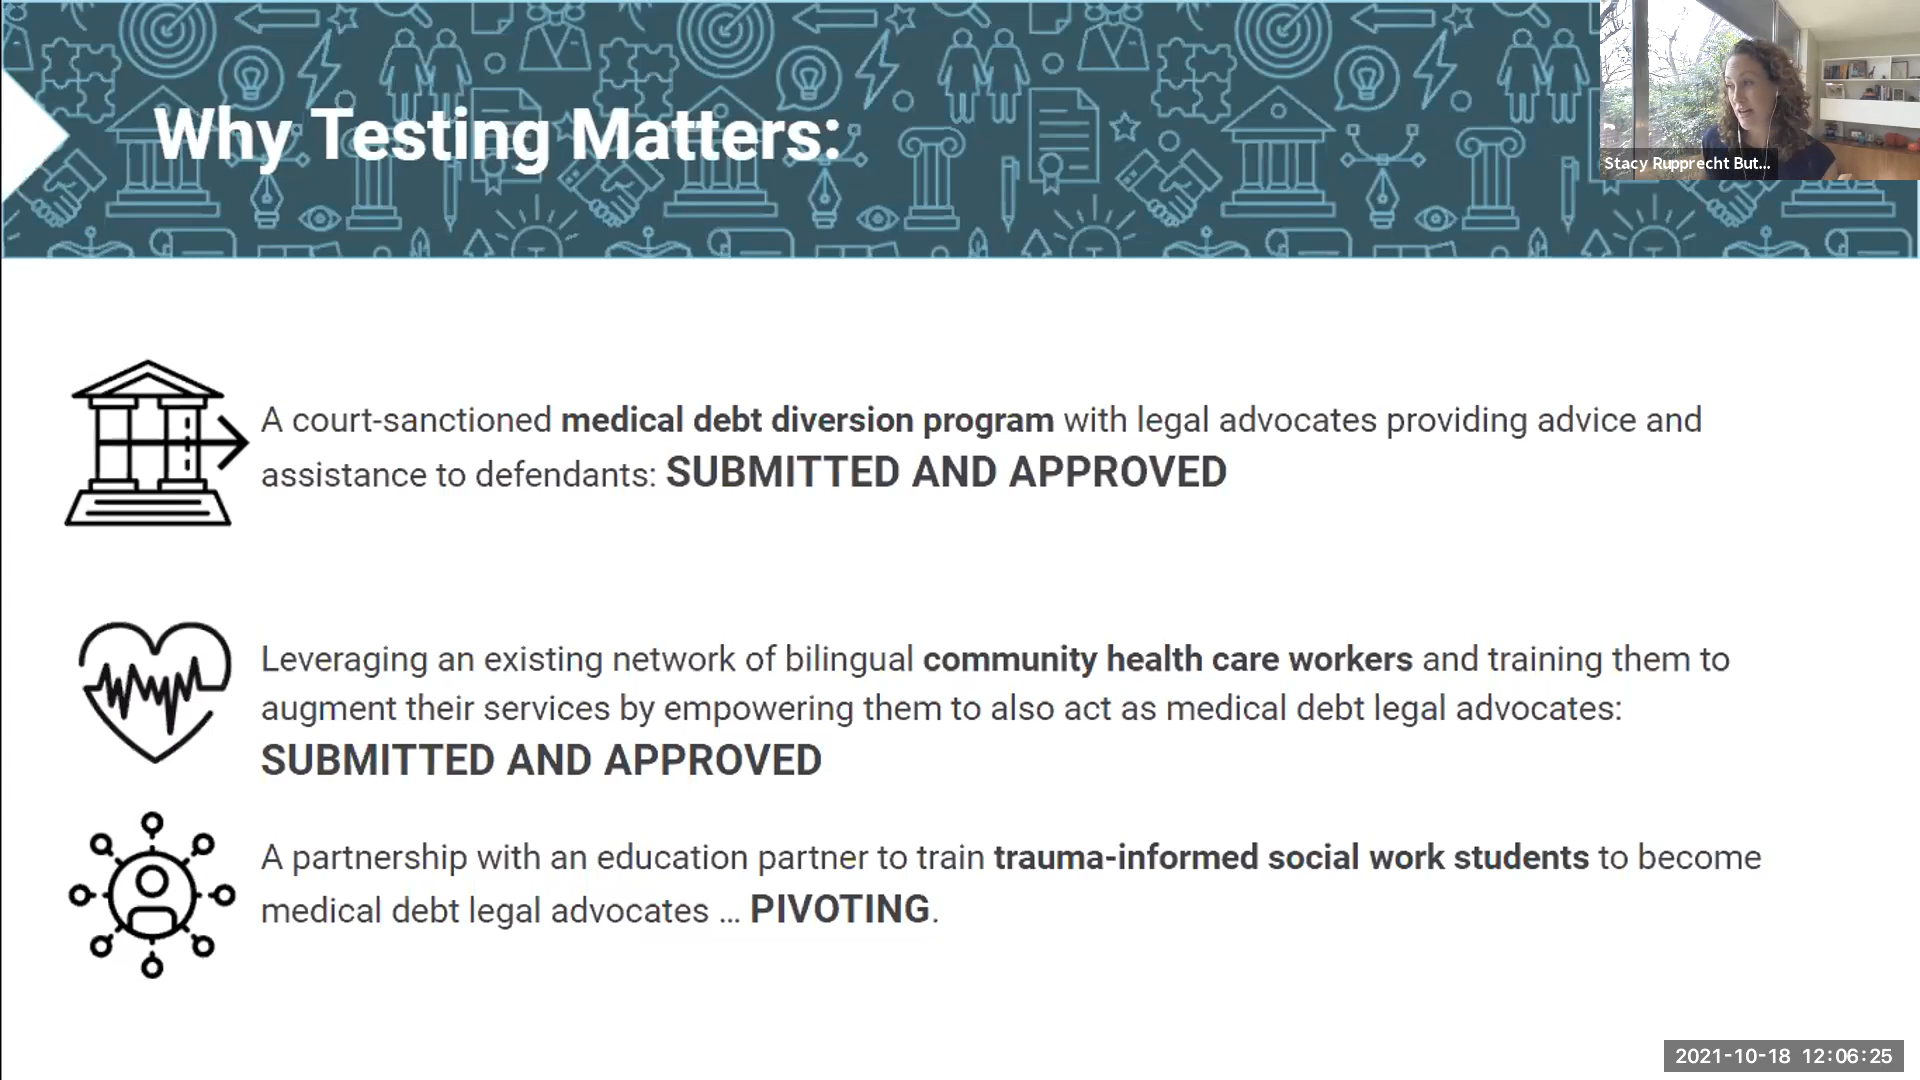 Why Testing Matters:
Stacy Rupprecht But...
A court-sanctioned medical debt diversion program with legal advocates providing advice and
assistance to defendants: SUBMITTED AND APPROVED
Leveraging an existing network of bilingual community health care workers and training them to
augment their services by empowering them to also act as medical debt legal advocates:
SUBMITTED AND APPROVED
A partnership with an education partner to train trauma-informed social work students to become
medical debt legal advocates ... PIVOTING.
2021-10-18 12:06:25